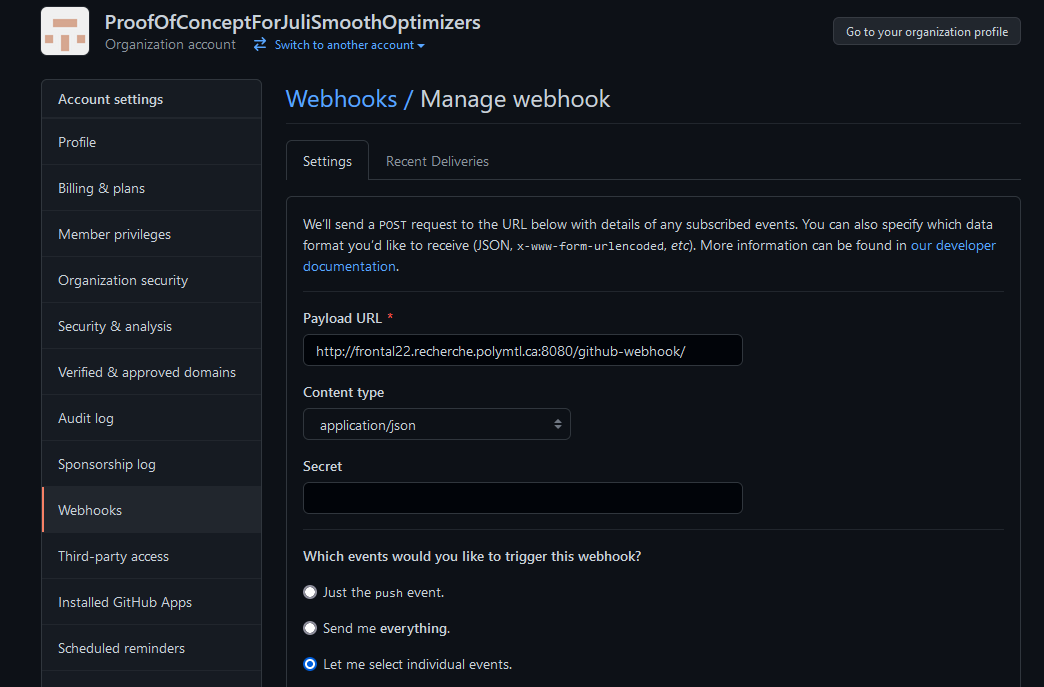 ProofOfConceptForJuliSmoothOptimizers
Organization account Switch to another account
Go to your organization profile
Account settings
Profile
Billing & plans
Member privileges
Organization security
Security & analysis
Verified & approved domains
Audit log
Sponsorship log
Webhooks
Third-party access
Installed GitHub Apps
Scheduled reminders
Webhooks / Manage webhook
Settings Recent Deliveries
We'll send a POST request to the URL below with details of any subscribed events. You can also specify which data
format you'd like to receive (JSON, x-www-form-urlencoded, etc). More information can be found in our developer
documentation.
Payload URL *
http://frontal22.recherche.polymtl.ca:8080/github-webhook/
Content type
application/json
Secret
Which events would you like to trigger this webhook?
Just the push event.
Send me everything.
Let me select individual events.